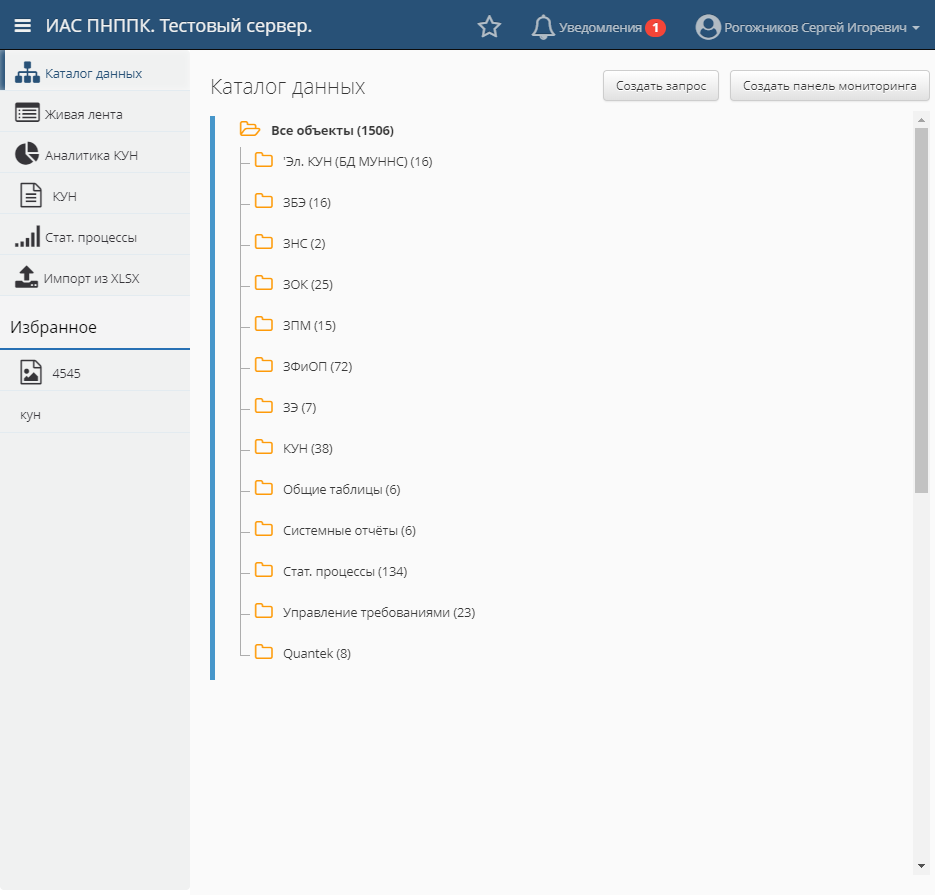 ИАС ПНППК. Тестовый сервер.
Уведомления 1
Рогожников Сергей Игоревич
Каталог данных
Живая лента
Аналитика КУН
КУН
Стат. процессы
Импорт из XLSX
Избранное
4545
кун
Каталог данных
Создать запрос
Создать панель мониторинга
Все объекты (1506)
'Эл. КУН (БД МУННС) (16)
ЗБЭ (16)
ЗНС (2)
ЗОК (25)
ЗПМ (15)
ЗФиОП (72)
ЗЭ (7)
КУН (38)
Общие таблицы (6)
Системные отчёты (6)
Стат. процессы (134)
Управление требованиями (23)
Quantek (8)